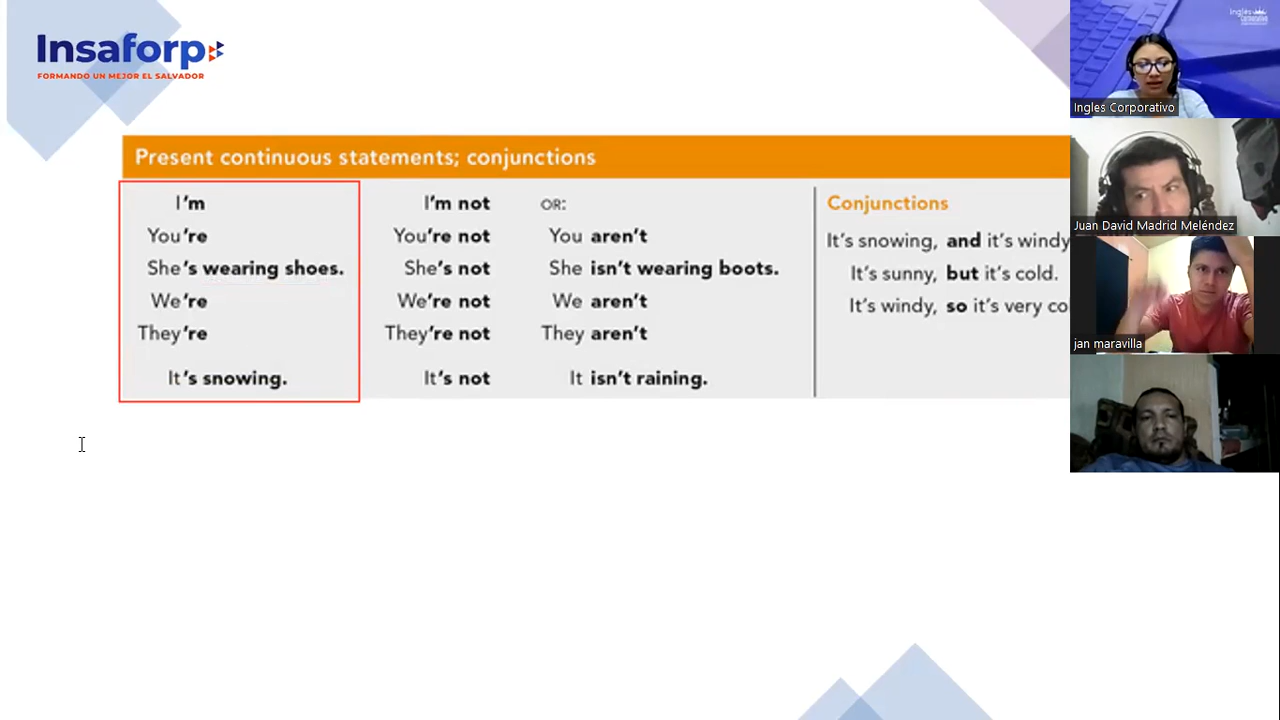 Insaforp
FORMANDO UN MEJOR EL SALVADOR
Present continuous statements; conjunctions
I'm
You're
She's wearing shoes.
We're
They're
It's snowing.
I'm not
You're not
She's not
We're not
They're not
It's not
OR:
You aren't
She isn't wearing boots.
We aren't
They aren't
It isn't raining.
Conjunctions
It's snowing, and it's windy
It's sunny, but it's cold.
It's windy, so it's very co
Ingles Corporativo
Ingles Corporativo
Juan David Madrid Meléndez
jan maravilla